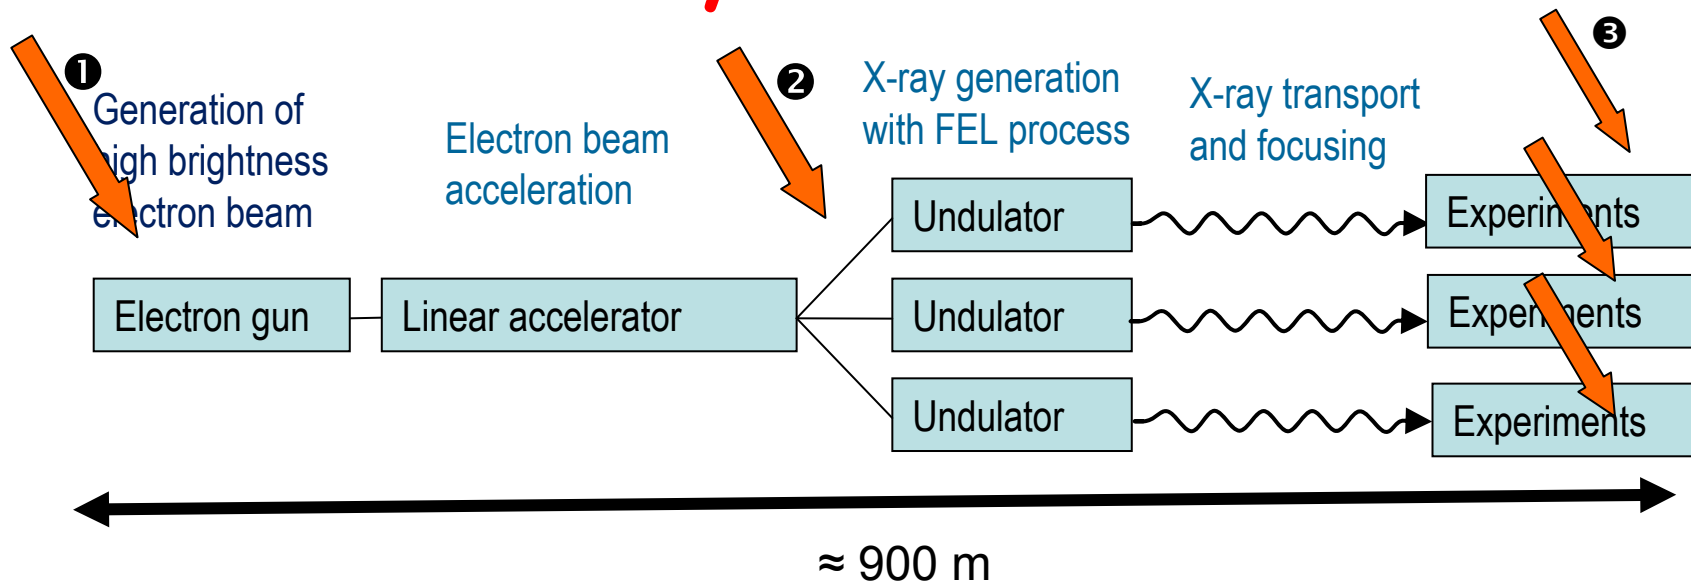 ❶
Generation of
high brightness
electron beam
Electron beam
acceleration
❷
X-ray generation
with FEL process
X-ray transport
and focusing
❸
Electron gun
Linear accelerator
Undulator
Undulator
Undulator
Experiments
Experiments
Experiments
≈ 900 m